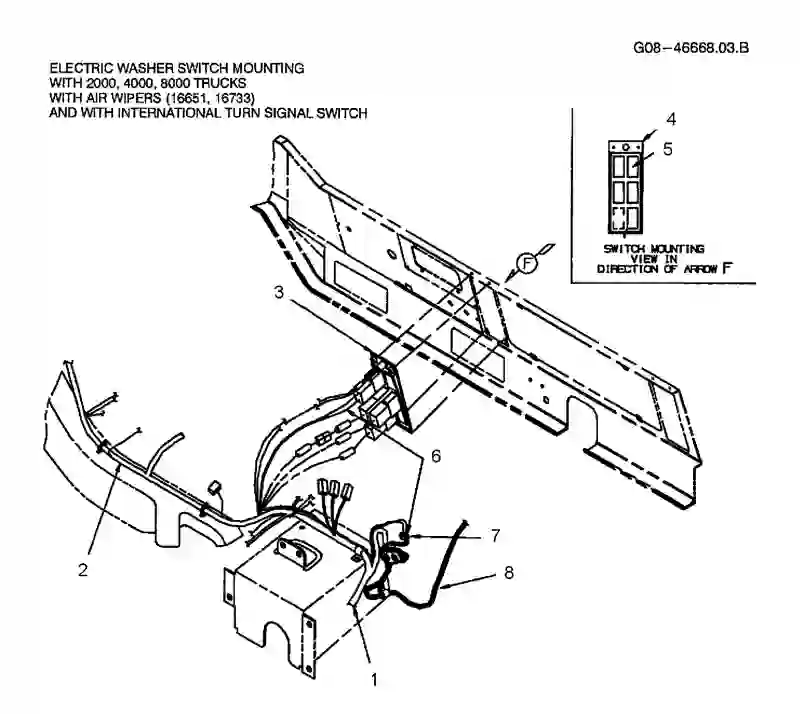 G08-46668.03.B
ELECTRIC WASHER SWITCH MOUNTING
WITH 2000, 4000, 8000 TRUCKS
WITH AIR WIPERS (16651, 16733)
AND WITH INTERNATIONAL TURN SIGNAL SWITCH
4
5
SWITCH MOUNTING
VIEW IN
DIRECTION OF ARROW F
F
3
6
7
2
8
1